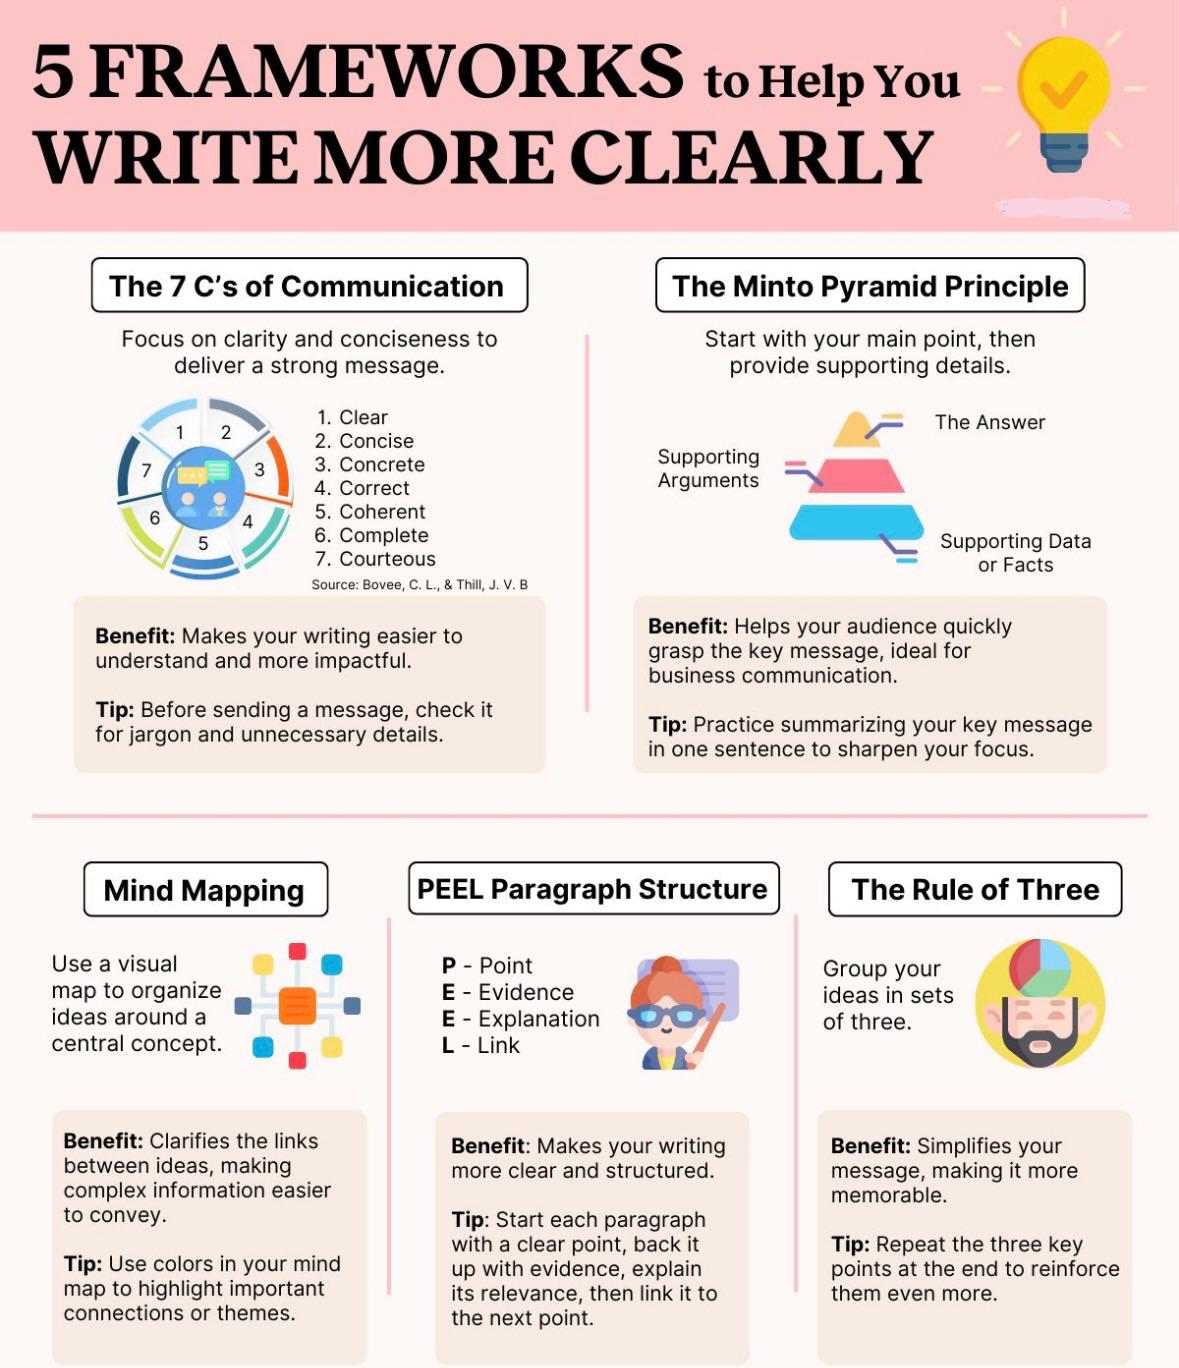 5 FRAMEWORKS to Help You
WRITE MORE CLEARLY
The 7 C’s of Communication
Focus on clarity and conciseness to
deliver a strong message.
1
2
3
4
5
6
7
1. Clear
2. Concise
3. Concrete
4. Correct
5. Coherent
6. Complete
7. Courteous
Source: Bovee, C. L., & Thill, J. V. B
Benefit: Makes your writing easier to
understand and more impactful.
Tip: Before sending a message, check it
for jargon and unnecessary details.
The Minto Pyramid Principle
Start with your main point, then
provide supporting details.
The Answer
Supporting
Arguments
Supporting Data
or Facts
Benefit: Helps your audience quickly
grasp the key message, ideal for
business communication.
Tip: Practice summarizing your key message
in one sentence to sharpen your focus.
Mind Mapping
Use a visual
map to organize
ideas around a
central concept.
Benefit: Clarifies the links
between ideas, making
complex information easier
to convey.
Tip: Use colors in your mind
map to highlight important
connections or themes.
PEEL Paragraph Structure
P - Point
E - Evidence
E - Explanation
L - Link
Benefit: Makes your writing
more clear and structured.
Tip: Start each paragraph
with a clear point, back it
up with evidence, explain
its relevance, then link it to
the next point.
The Rule of Three
Group your
ideas in sets
of three.
Benefit: Simplifies your
message, making it more
memorable.
Tip: Repeat the three key
points at the end to reinforce
them even more.